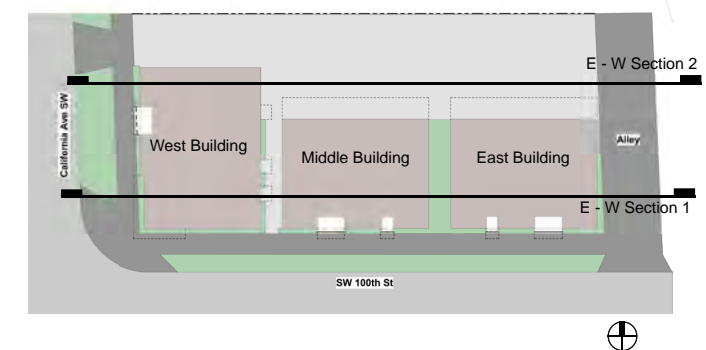 E - W Section 2
California Ave SW
West Building
Middle Building
East Building
Alley
E - W Section 1
SW 100th St